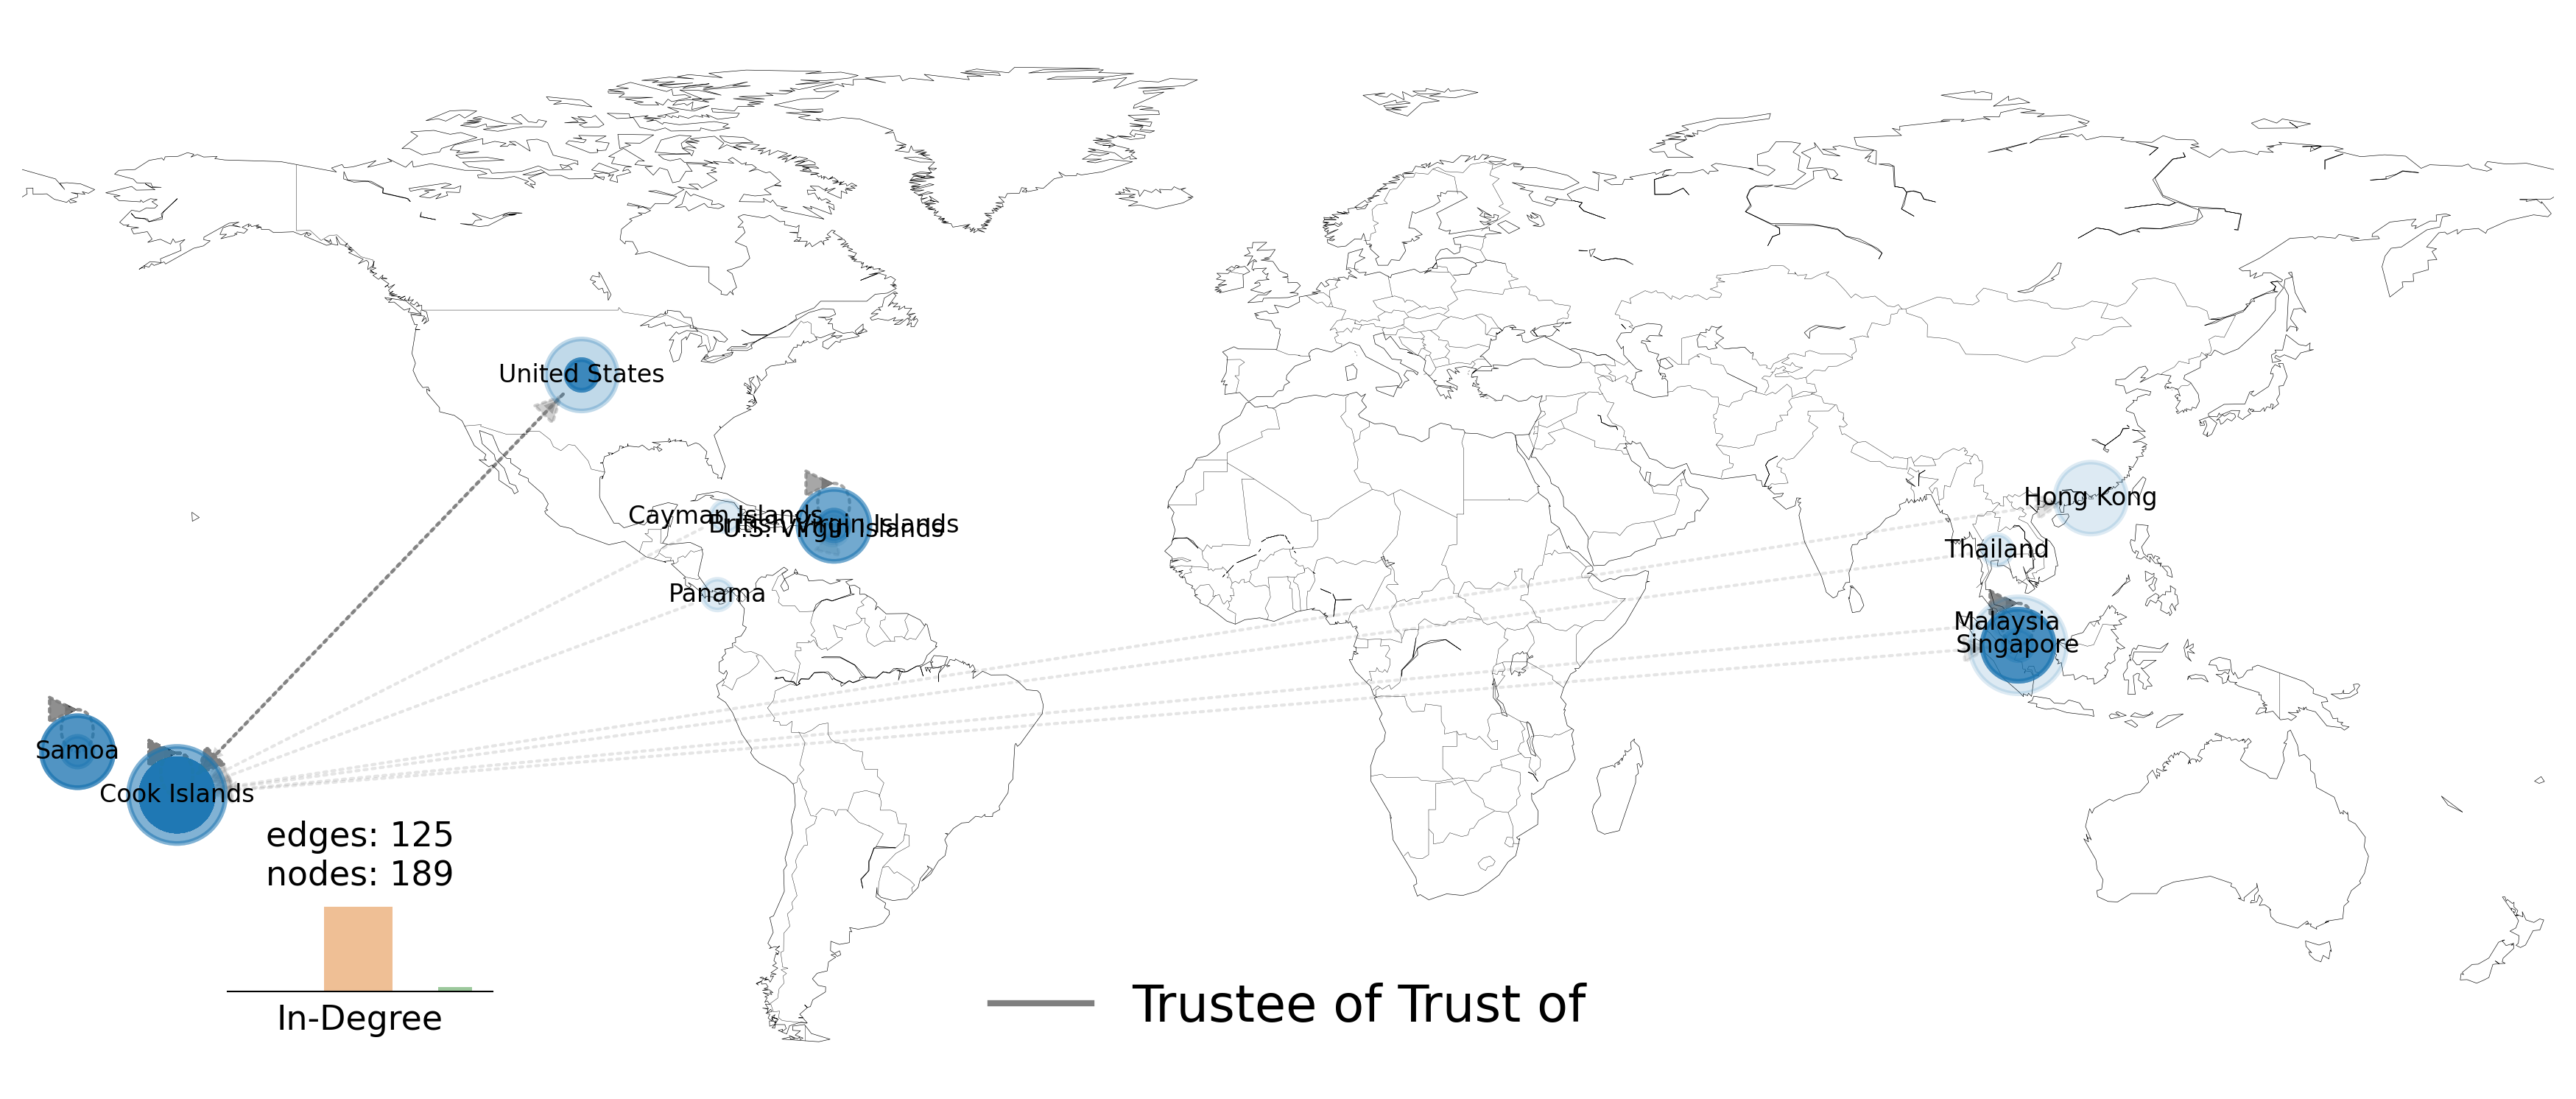 United States
Cayman Islands
British Virgin Islands
U.S. Virgin Islands
Panama
Hong Kong
Thailand
Malaysia
Singapore
Samoa
Cook Islands
edges: 125
nodes: 189
In-Degree
Trustee of Trust of